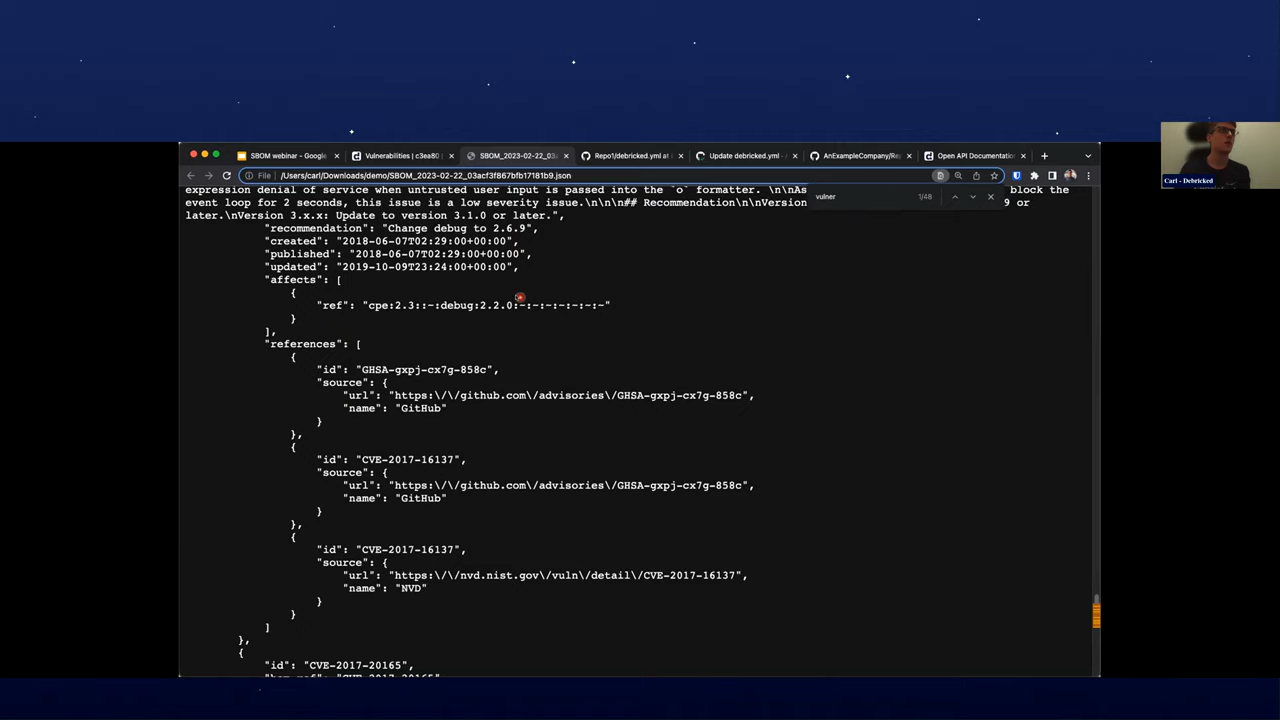 SBOM webinar - Google
Vulnerabilities | c3ea80
SBOM_2023-02-22_03a
Repo1/debricked.yml at
Update debricked.yml ·
AnExampleCompany/Re
Open API Documentatio
File | /Users/carl/Downloads/demo/SBOM_2023-02-22_03acf3f867bfb17181b9.json
vulner 1/48
expression denial of service when untrusted user input is passed into the `o` formatter. \n\nAs block the
event loop for 2 seconds, this issue is a low severity issue.\n\n\n## Recommendation\n\nVersion 9 or
later.\nVersion 3.x.x: Update to version 3.1.0 or later.",
"recommendation": "Change debug to 2.6.9",
"created": "2018-06-07T02:29:00+00:00",
"published": "2018-06-07T02:29:00+00:00",
"updated": "2019-10-09T23:24:00+00:00",
"affects": [
{
"ref": "cpe:2.3::-:debug:2.2.0:-:-:-:-:-:-:-"
}
],
"references": [
{
"id": "GHSA-gxpj-cx7g-858c",
"source": {
"url": "https:\/\/github.com\/advisories\/GHSA-gxpj-cx7g-858c",
"name": "GitHub"
}
},
{
"id": "CVE-2017-16137",
"source": {
"url": "https:\/\/github.com\/advisories\/GHSA-gxpj-cx7g-858c",
"name": "GitHub"
}
},
{
"id": "CVE-2017-16137",
"source": {
"url": "https:\/\/nvd.nist.gov\/vuln\/detail\/CVE-2017-16137",
"name": "NVD"
}
}
]
},
{
"id": "CVE-2017-20165",
Carl - Debricked